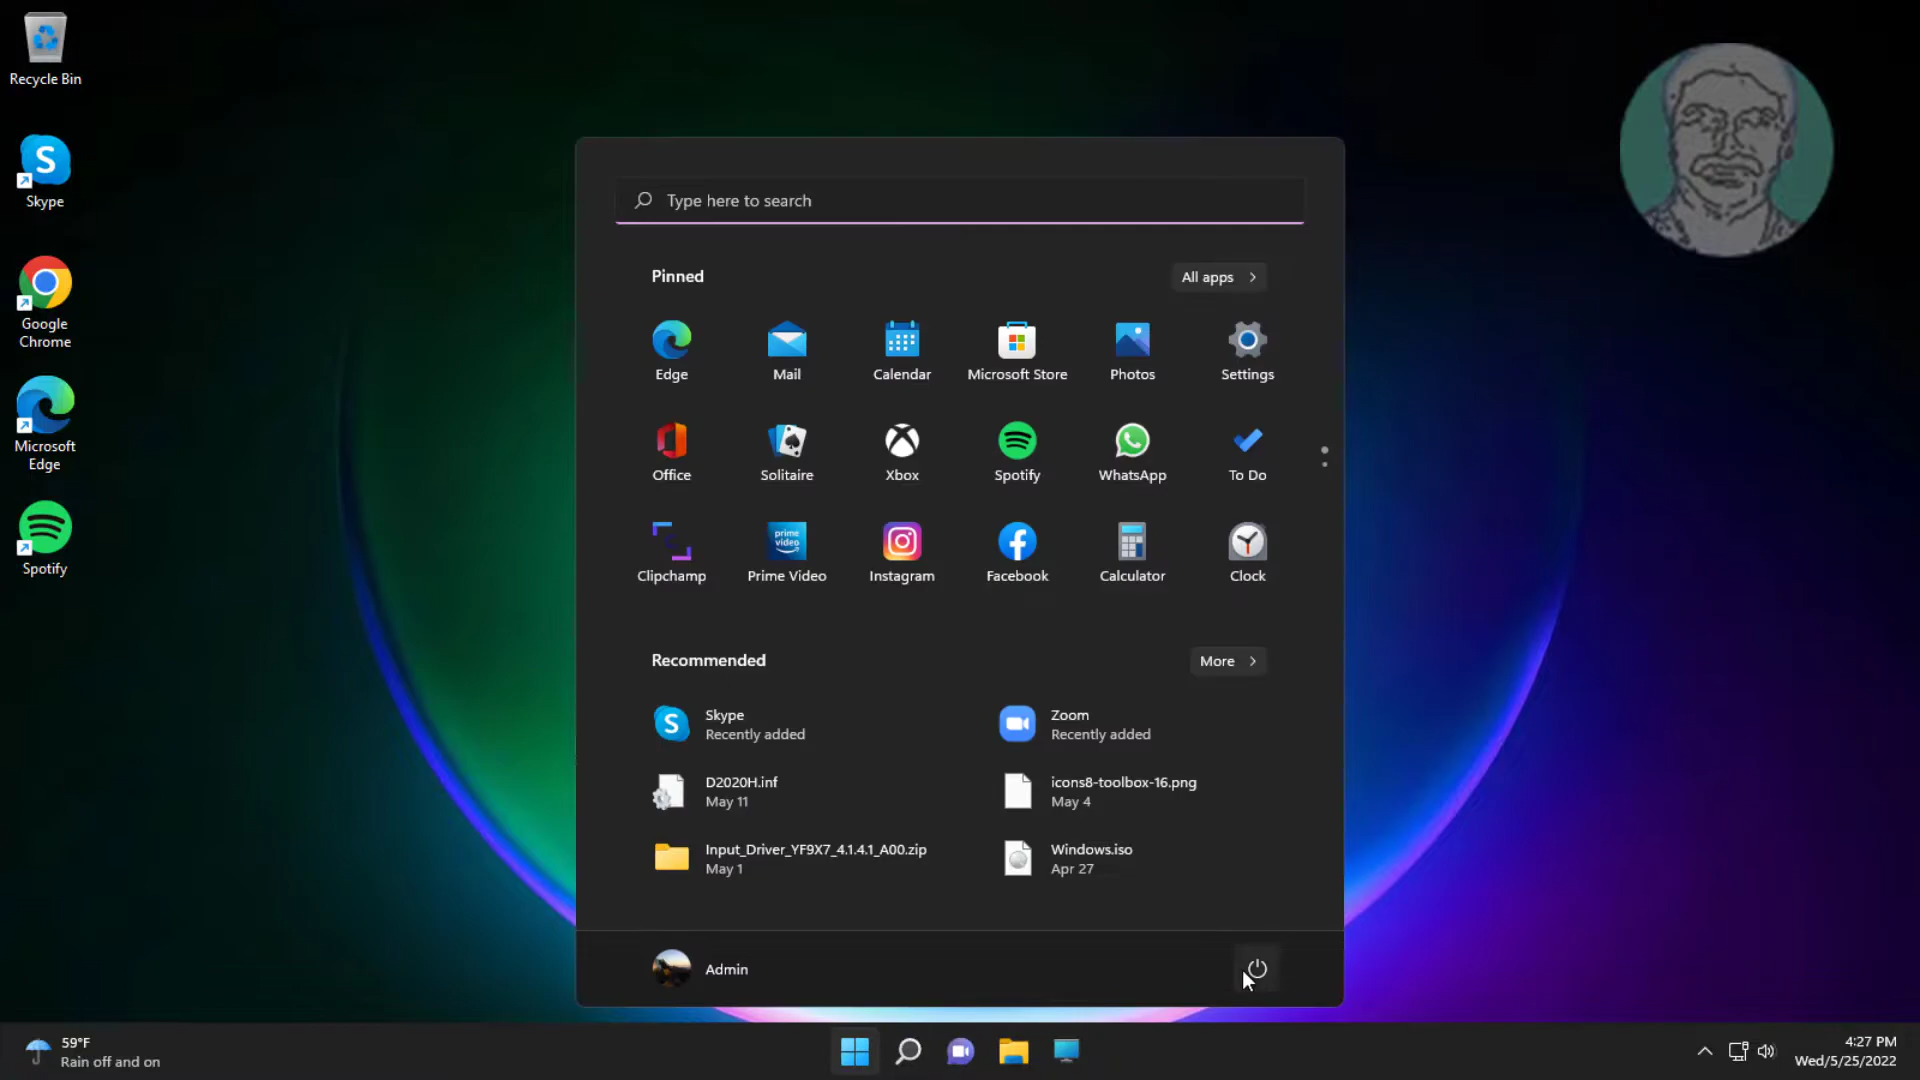 Recycle Bin
Skype
Google
Chrome
Microsoft
Edge
Spotify
Type here to search
Pinned
All apps
Edge
Mail
Calendar
Microsoft Store
Photos
Settings
Office
Solitaire
Xbox
Spotify
WhatsApp
To Do
prime
video
Clipchamp
Prime Video
Instagram
Facebook
Calculator
Clock
Recommended
More
Skype
Recently added
Zoom
Recently added
D2020H.inf
May 11
icons8-toolbox-16.png
May 4
Input_Driver_YF9X7_4.1.4.1_A00.zip
May 1
Windows.iso
Apr 27
Admin
59°F
Rain off and on
4:27 PM
Wed/5/25/2022